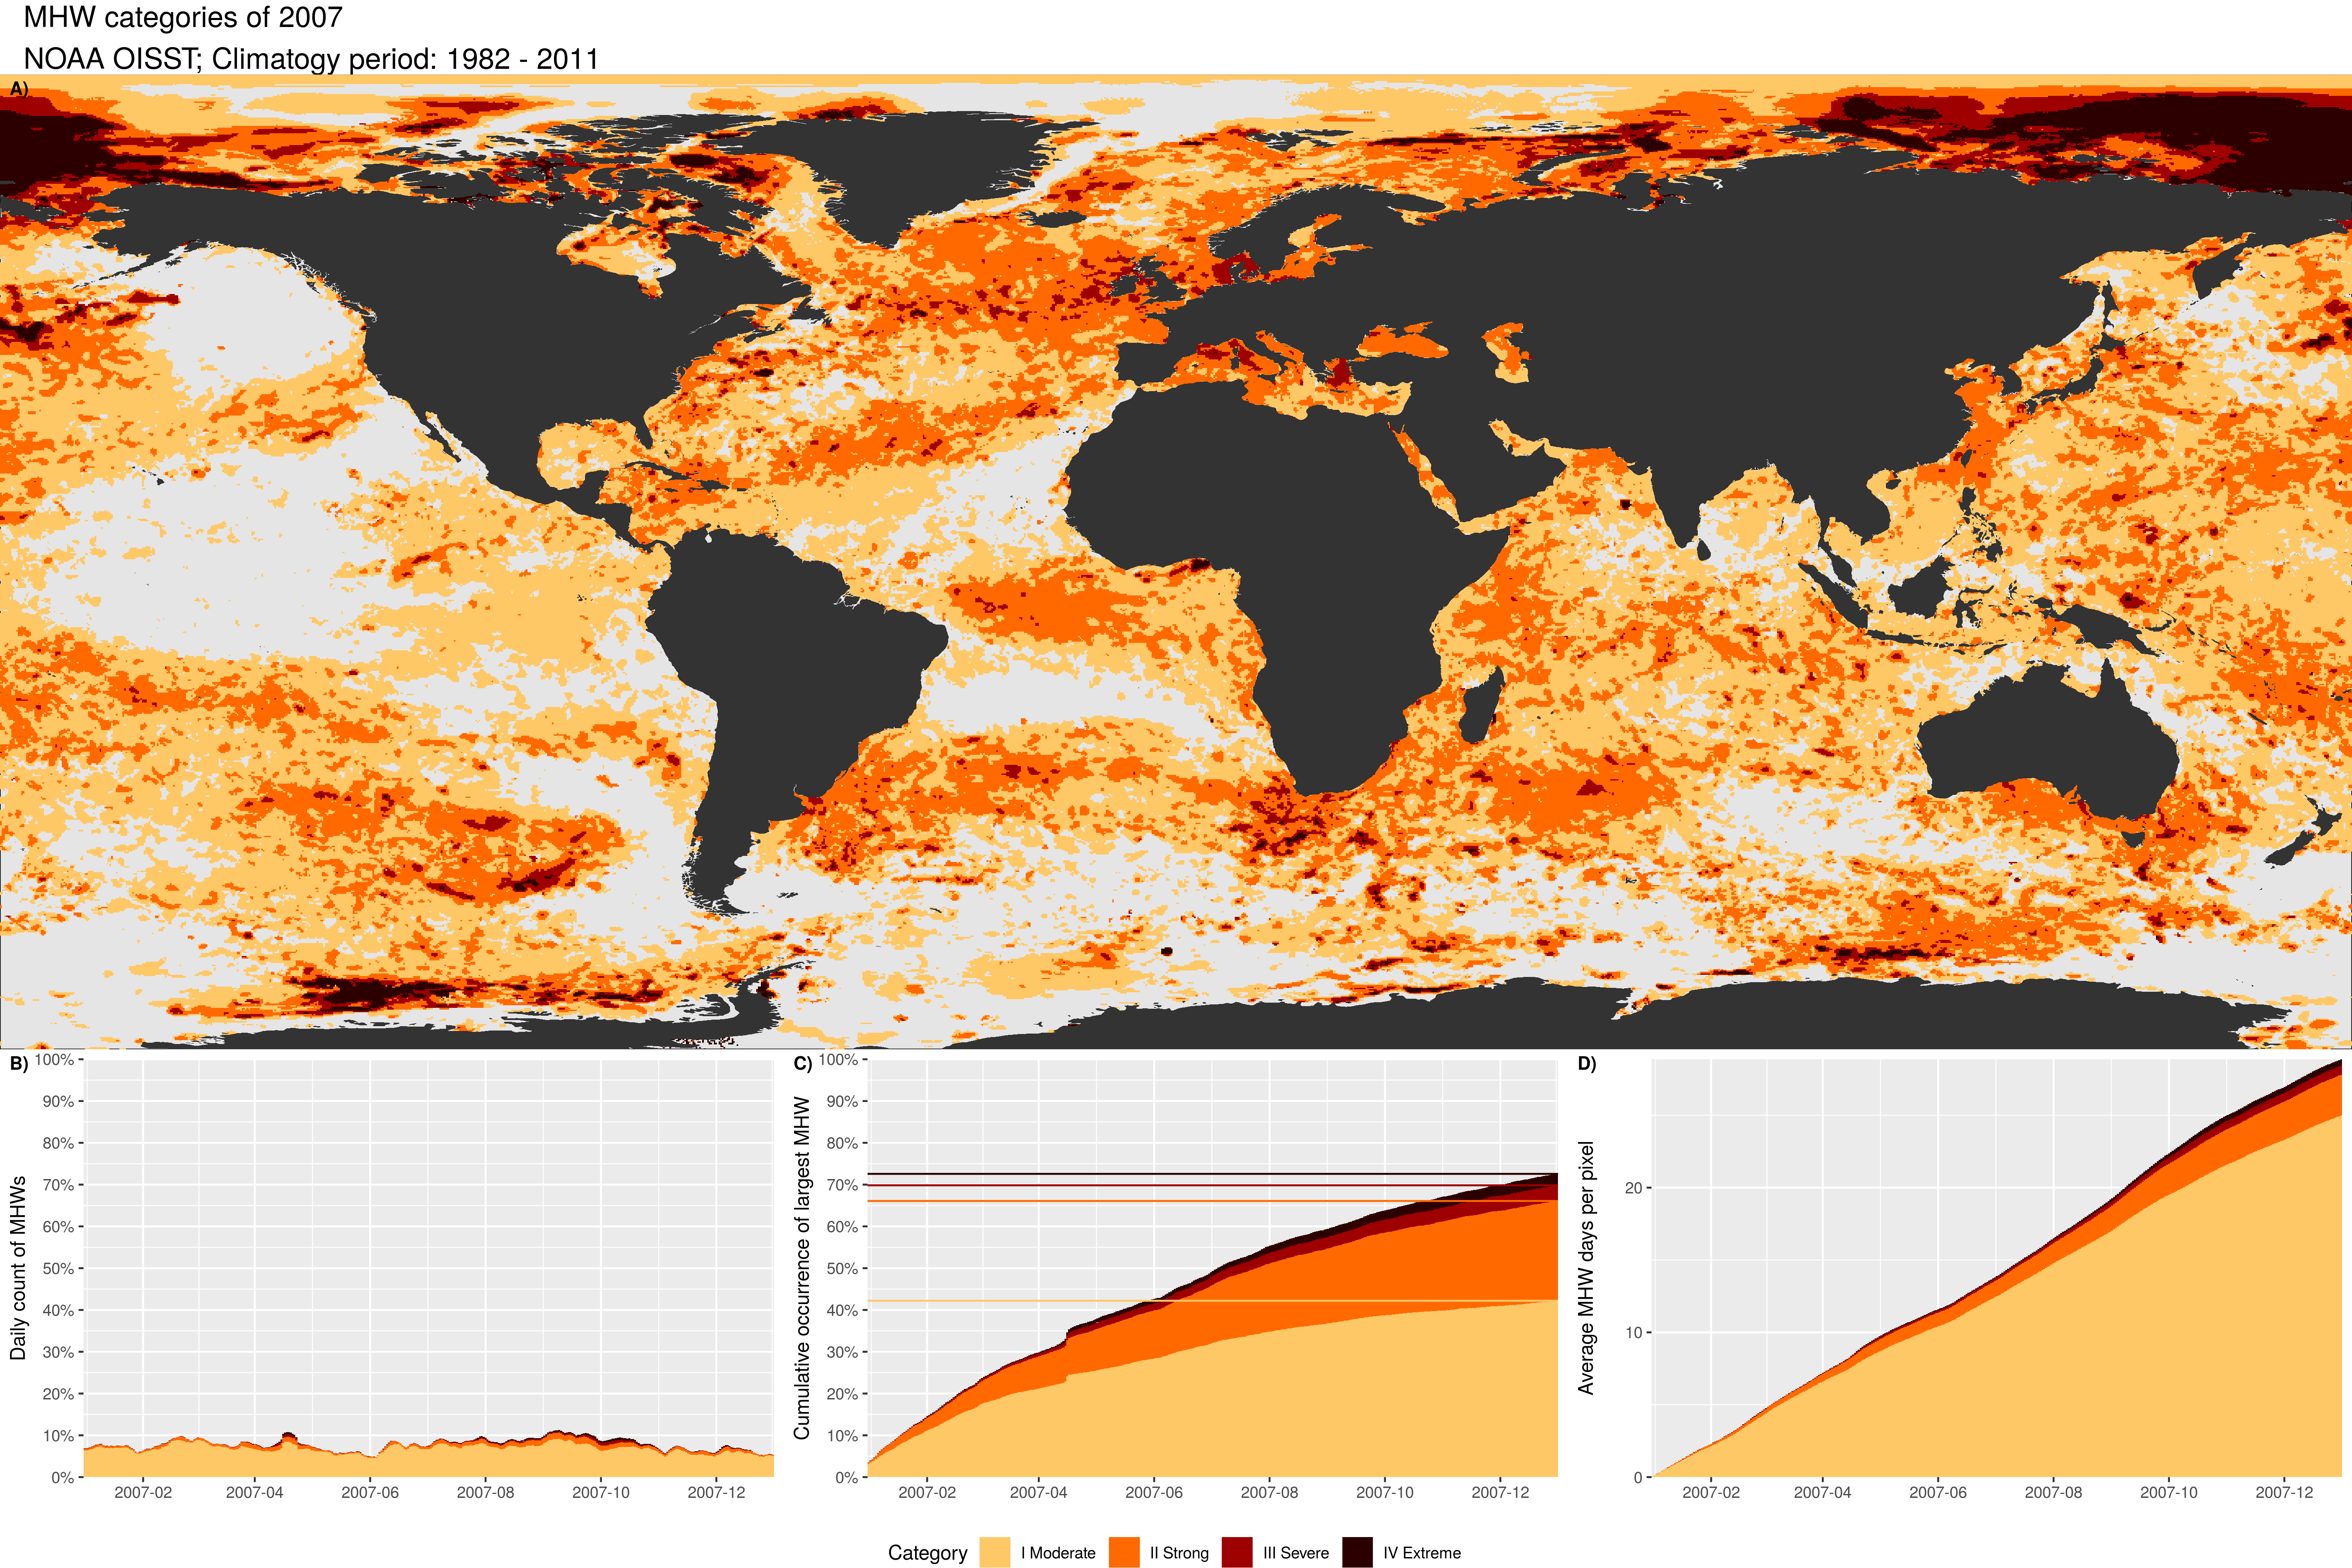 MHW categories of 2007
NOAA OISST; Climatogy period: 1982 - 2011
A)
B)
Daily count of MHWs
100%
90%
80%
70%
60%
50%
40%
30%
20%
10%
0%
2007-02 2007-04 2007-06 2007-08 2007-10 2007-12
C)
Cumulative occurrence of largest MHW
100%
90%
80%
70%
60%
50%
40%
30%
20%
10%
0%
2007-02 2007-04 2007-06 2007-08 2007-10 2007-12
D)
Average MHW days per pixel
20
10
0
2007-02 2007-04 2007-06 2007-08 2007-10 2007-12
Category I Moderate II Strong III Severe IV Extreme